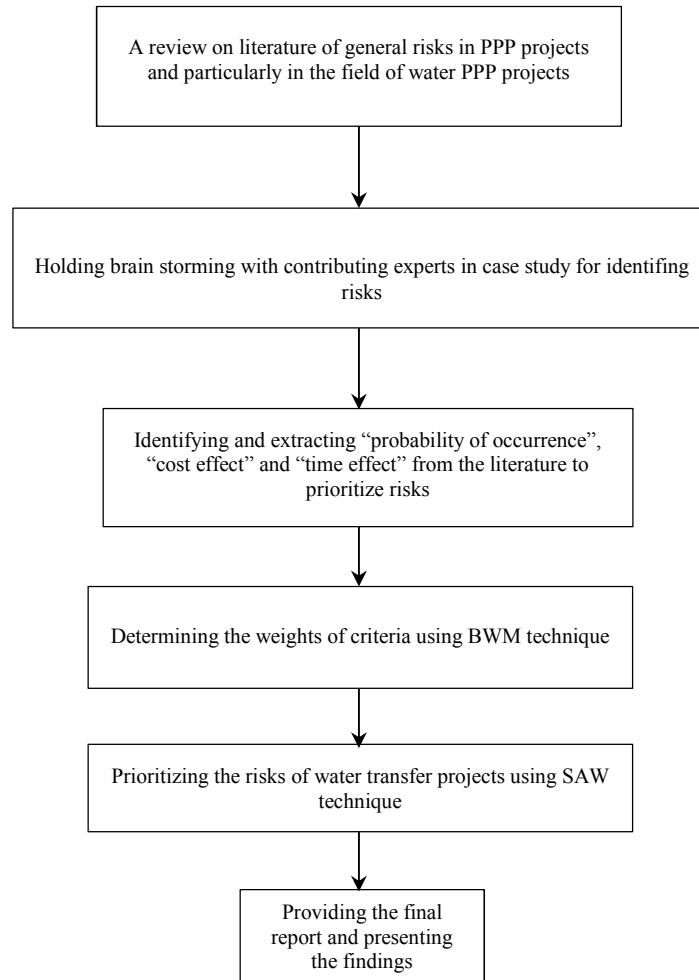 A review on literature of general risks in PPP projects
and particularly in the field of water PPP projects
Holding brain storming with contributing experts in case study for identifing
risks
Identifying and extracting “probability of occurrence”,
“cost effect” and “time effect” from the literature to
prioritize risks
Determining the weights of criteria using BWM technique
Prioritizing the risks of water transfer projects using SAW
technique
Providing the final
report and presenting
the findings